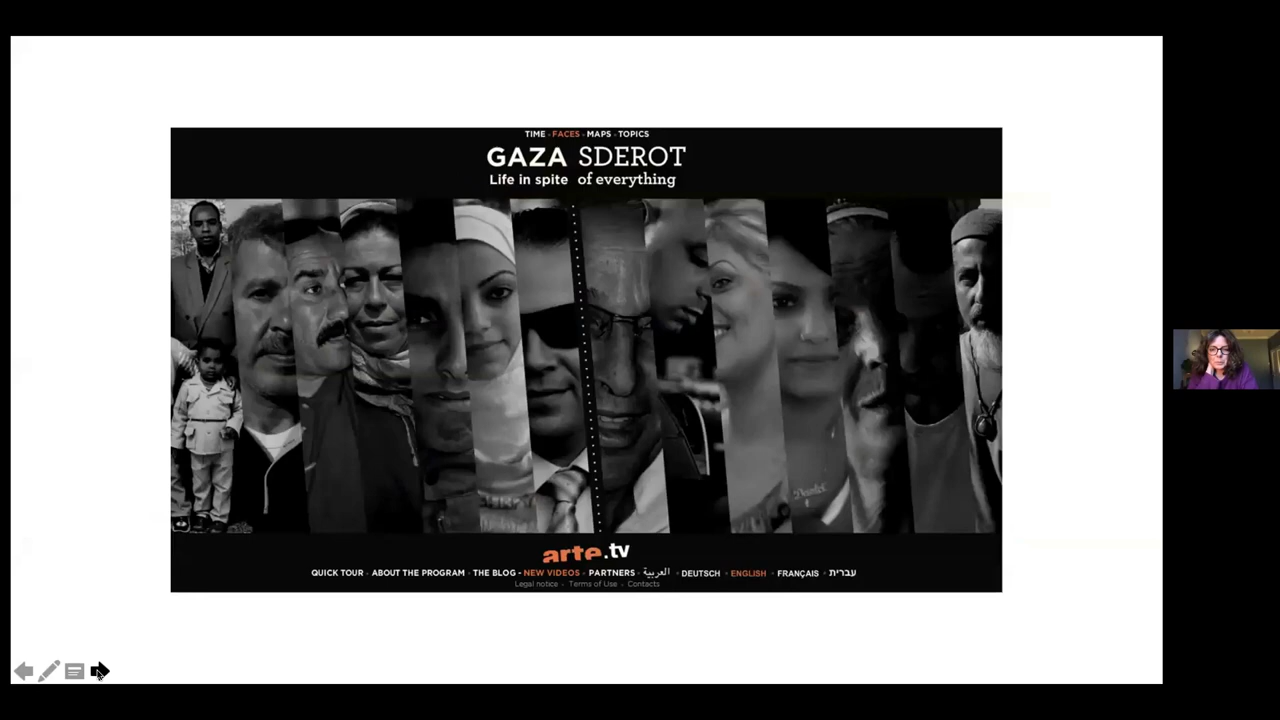 TIME - FACES - MAPS - TOPICS
GAZA SDEROT
Life in spite of everything
arte.tv
QUICK TOUR - ABOUT THE PROGRAM - THE BLOG - NEW VIDEOS - PARTNERS - العربية - DEUTSCH - ENGLISH - FRANÇAIS - עברית
Legal notice - Terms of Use - Contacts